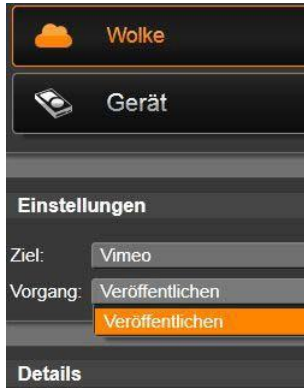 Wolke
Gerät
Einstellungen
Ziel: Vimeo
Vorgang: Veröffentlichen
Veröffentlichen
Details